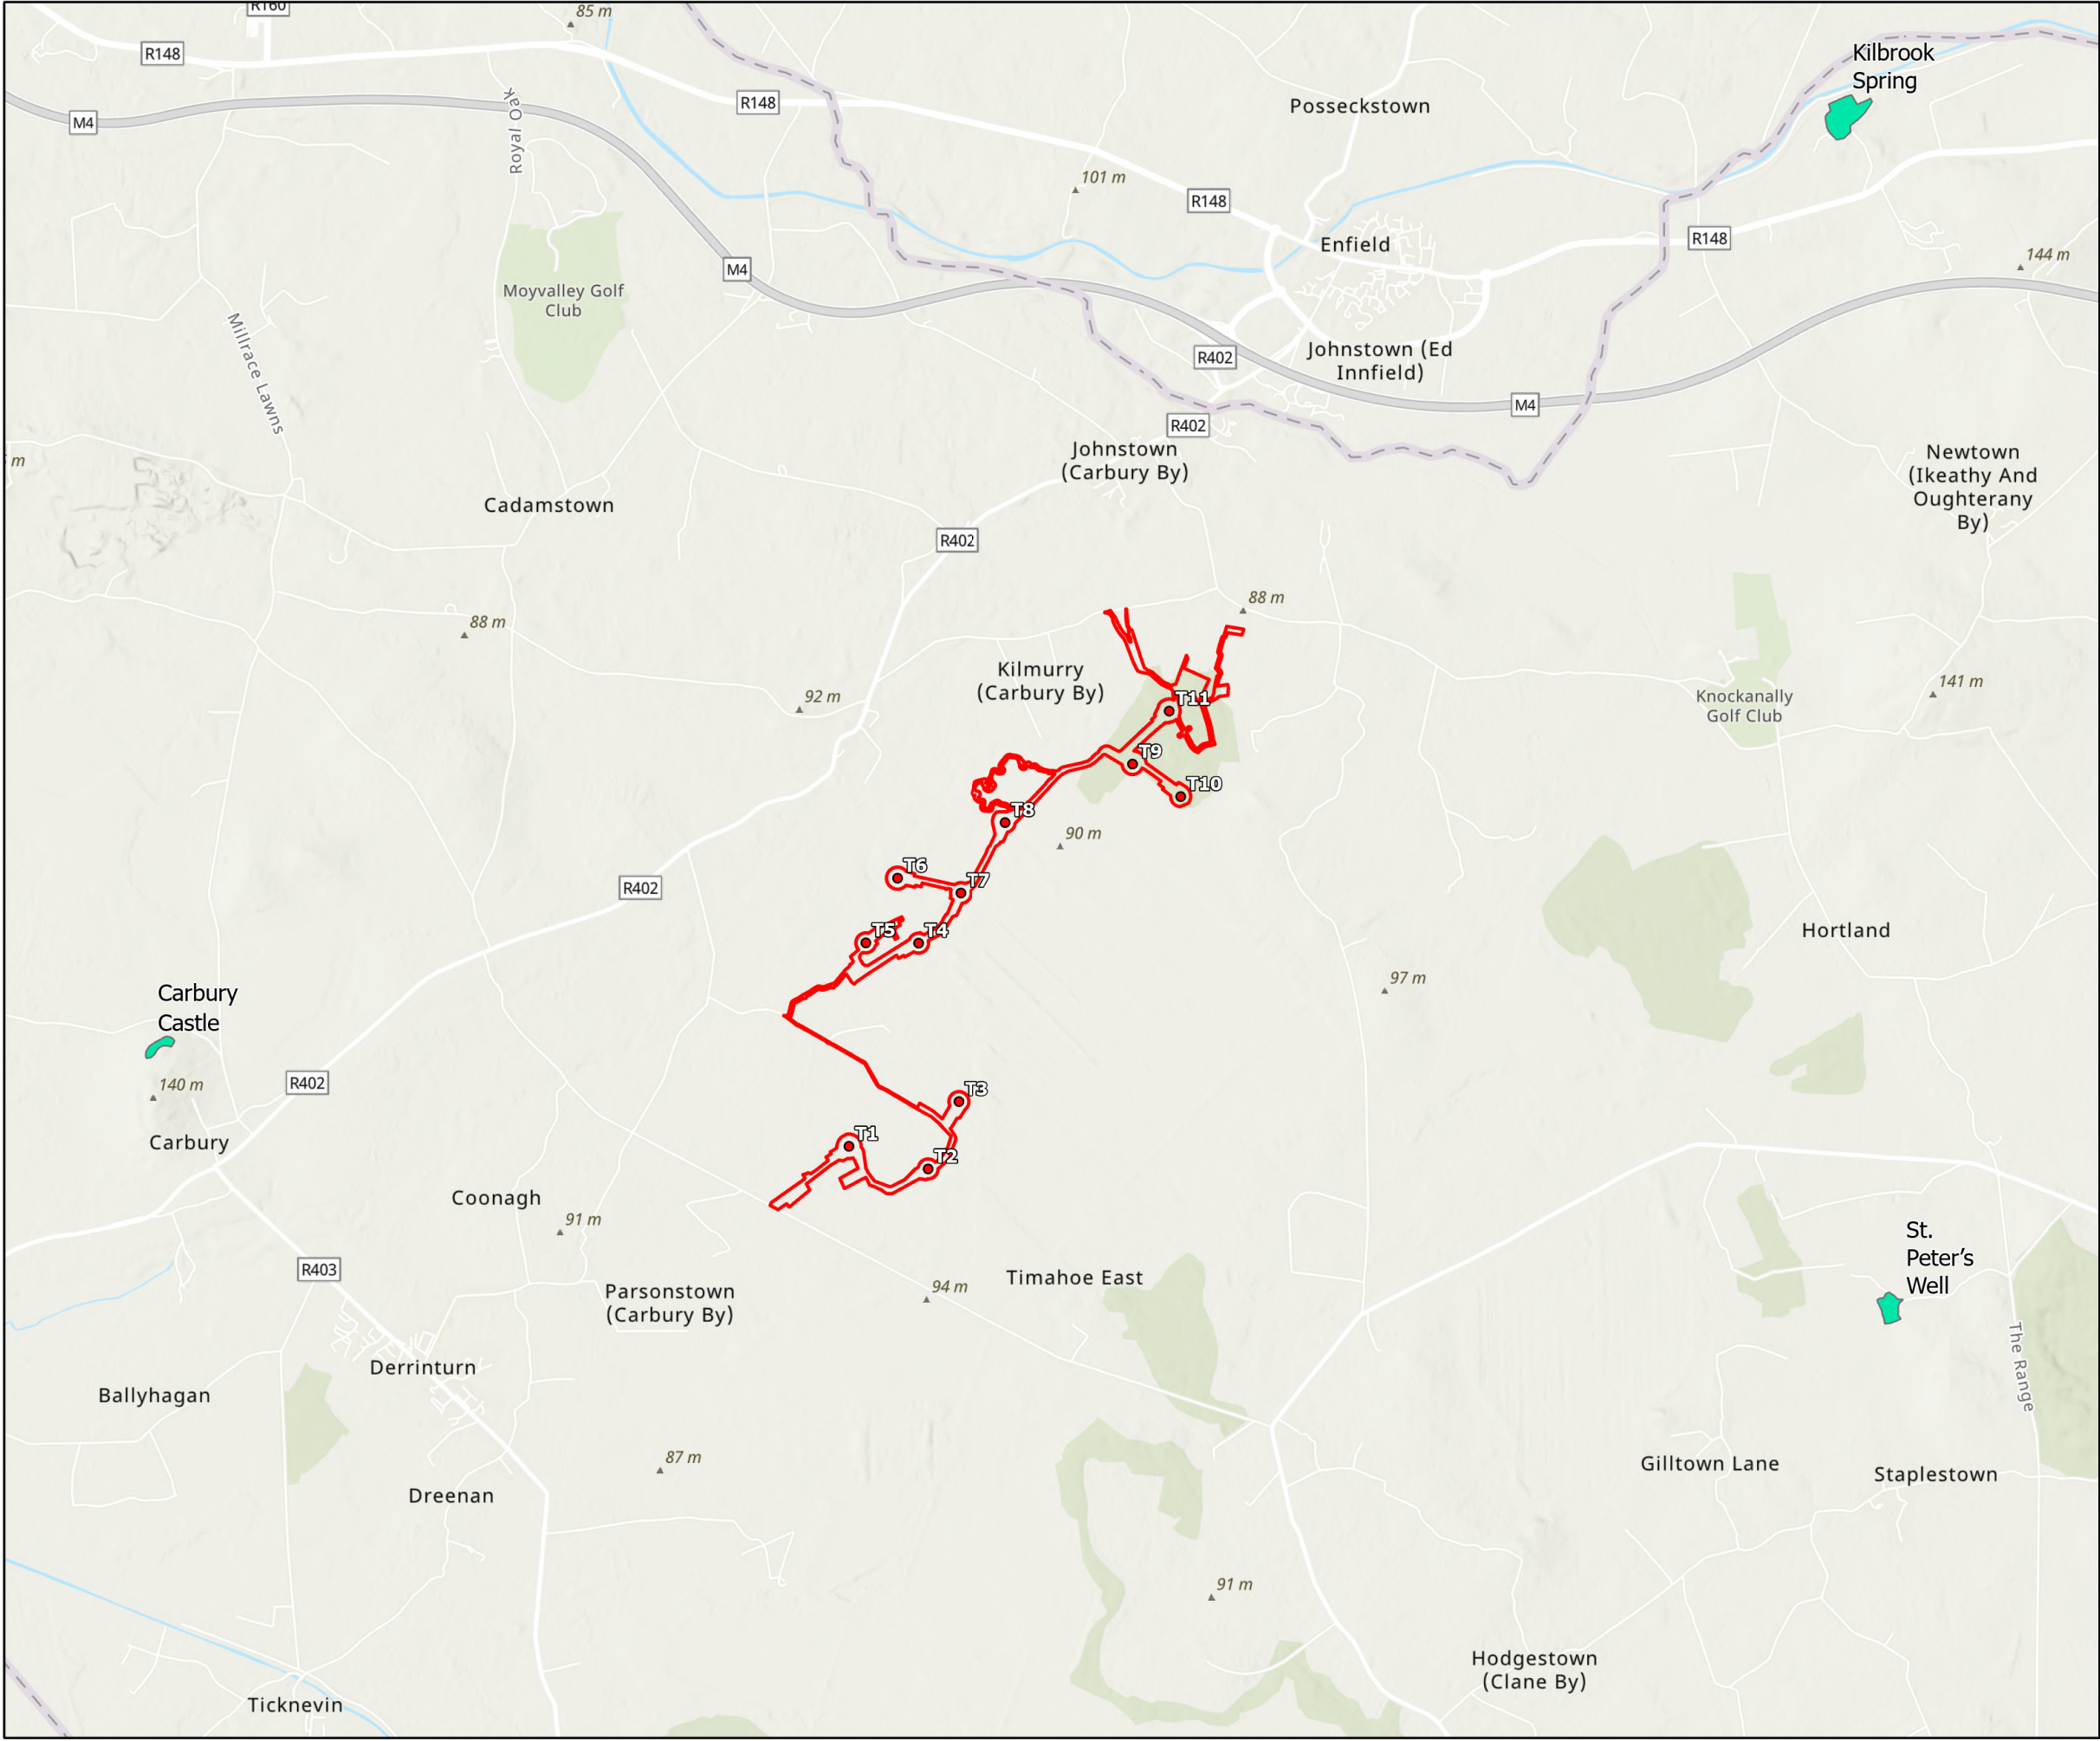 R160
85 m
Kilbrook
Spring
R148
R148
Posseckstown
M4
Royal Oak
101 m
R148
Enfield
R148
144 m
M4
Moyvalley Golf
Club
Millrace Lawns
R402
Johnstown (Ed
Innfield)
M4
R402
Johnstown
(Carbury By)
m
Newtown
(Ikeathy And
Oughterany
By)
Cadamstown
R402
88 m
88 m
Kilmurry
(Carbury By)
92 m
141 m
Knockanally
Golf Club
T11
T9
T10
T8
90 m
T6
T7
R402
T5
T4
Hortland
97 m
Carbury
Castle
140 m
R402
T3
Carbury
T1
T2
Coonagh
91 m
St.
Peter's
Well
R403
Timahoe East
94 m
Parsonstown
(Carbury By)
The Range
Derrinturn
Ballyhagan
87 m
Gilltown Lane
Staplestown
Dreenan
91 m
Hodgestown
(Clane By)
Ticknevin